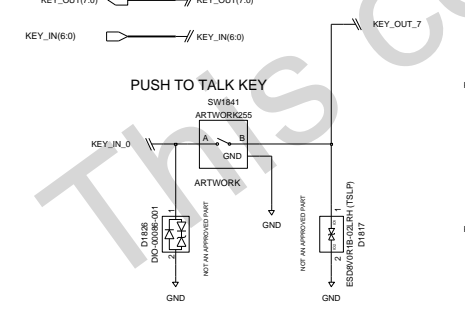 KEY_OUT(7:0)
KEY_OUT(7:0)
KEY_OUT_7
KEY_IN(6:0)
KEY_IN(6:0)
PUSH TO TALK KEY
SW1841
ARTWORK255
KEY_IN_0
A
B
GND
ARTWORK
1
2
D1826
DIO-00086-001
NOT AN APPROVED PART
GND
GND
NOT AN APPROVED PART
1
2
ESD8V0R1B-02LRH (TSLP)
D1817
GND
This